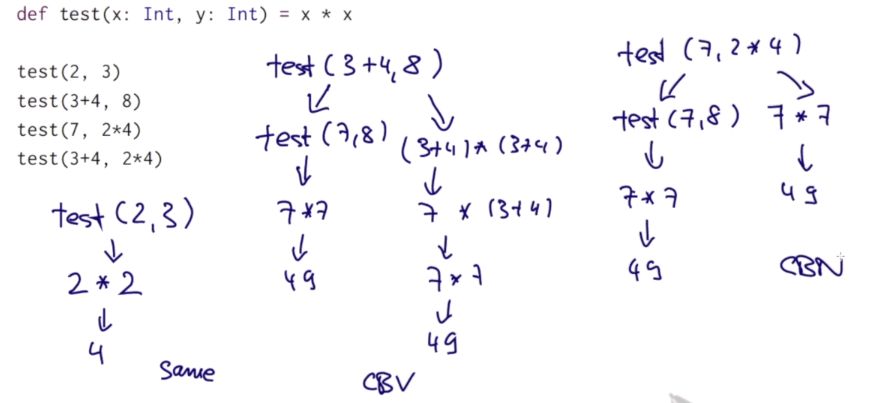 def test(x: Int, y: Int) = x * x
test(2, 3)
test(3+4, 8)
test(7, 2*4)
test(3+4, 2*4)
test (2,3)
↓
2 * 2
↓
4
Same
test (3+4, 8)
↙ ↘
test (7,8) (3+4) * (3+4)
↓ ↓
7*7 7 * (3+4)
↓ ↓
49 7*7
↓
49
CBV
test (7, 2*4)
↙ ↘
test (7,8) 7*7
↓ ↓
7*7 49
↓
49
CBN